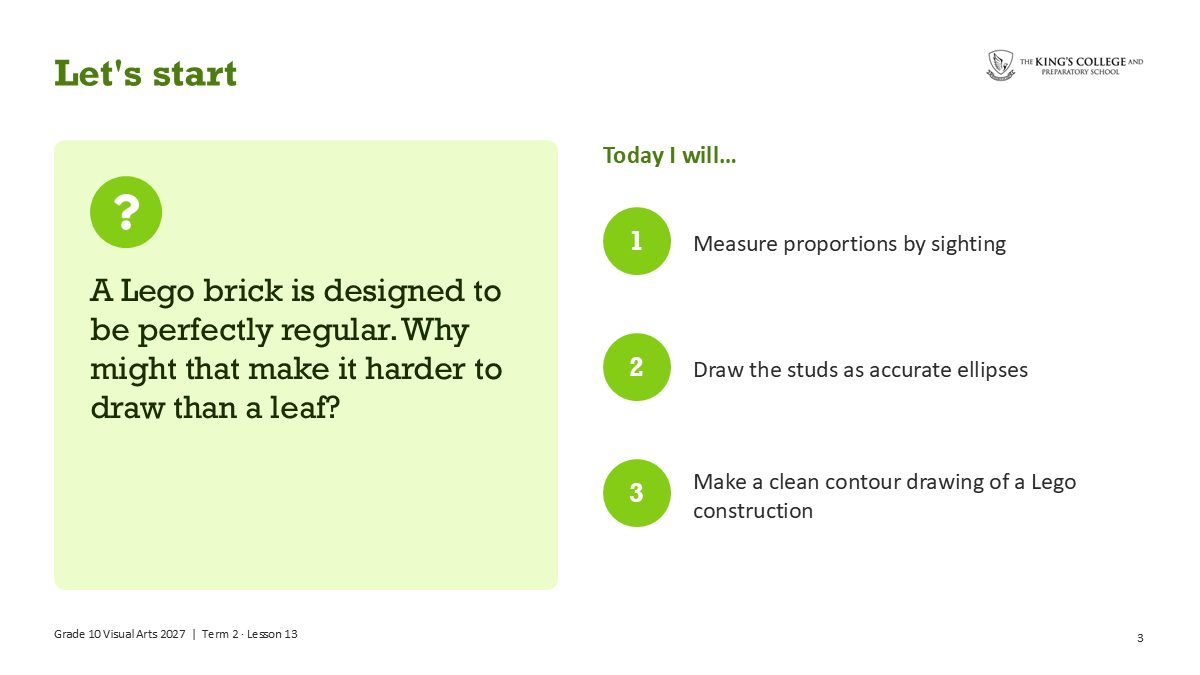 Let's start
THE KING'S COLLEGE AND
PREPARATORY SCHOOL
?
A Lego brick is designed to
be perfectly regular. Why
might that make it harder to
draw than a leaf?
Today I will...
1
Measure proportions by sighting
2
Draw the studs as accurate ellipses
3
Make a clean contour drawing of a Lego
construction
Grade 10 Visual Arts 2027 | Term 2 · Lesson 13
3